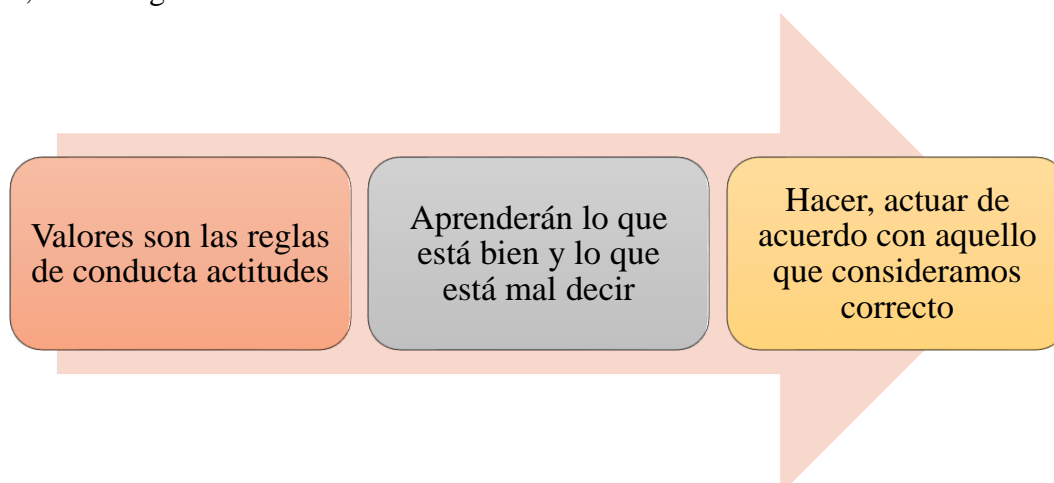 Valores son las reglas
de conducta actitudes
Aprenderán lo que
está bien y lo que
está mal decir
Hacer, actuar de
acuerdo con aquello
que consideramos
correcto